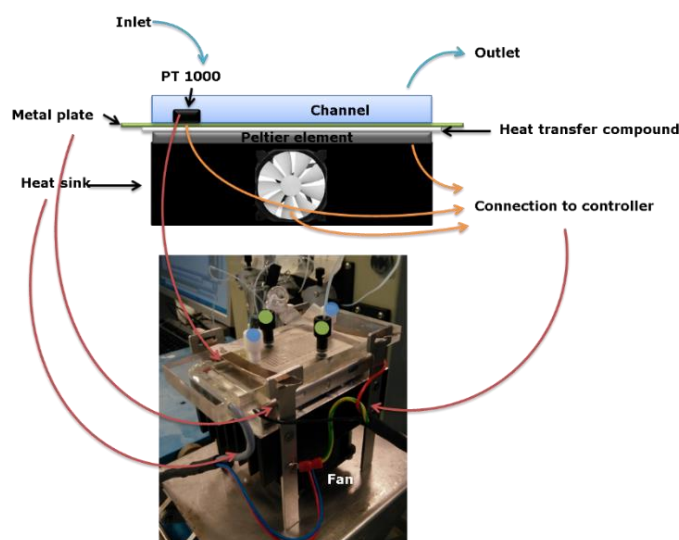 Inlet
Outlet
PT 1000
Channel
Metal plate
Heat transfer compound
Peltier element
Heat sink
Connection to controller
Fan